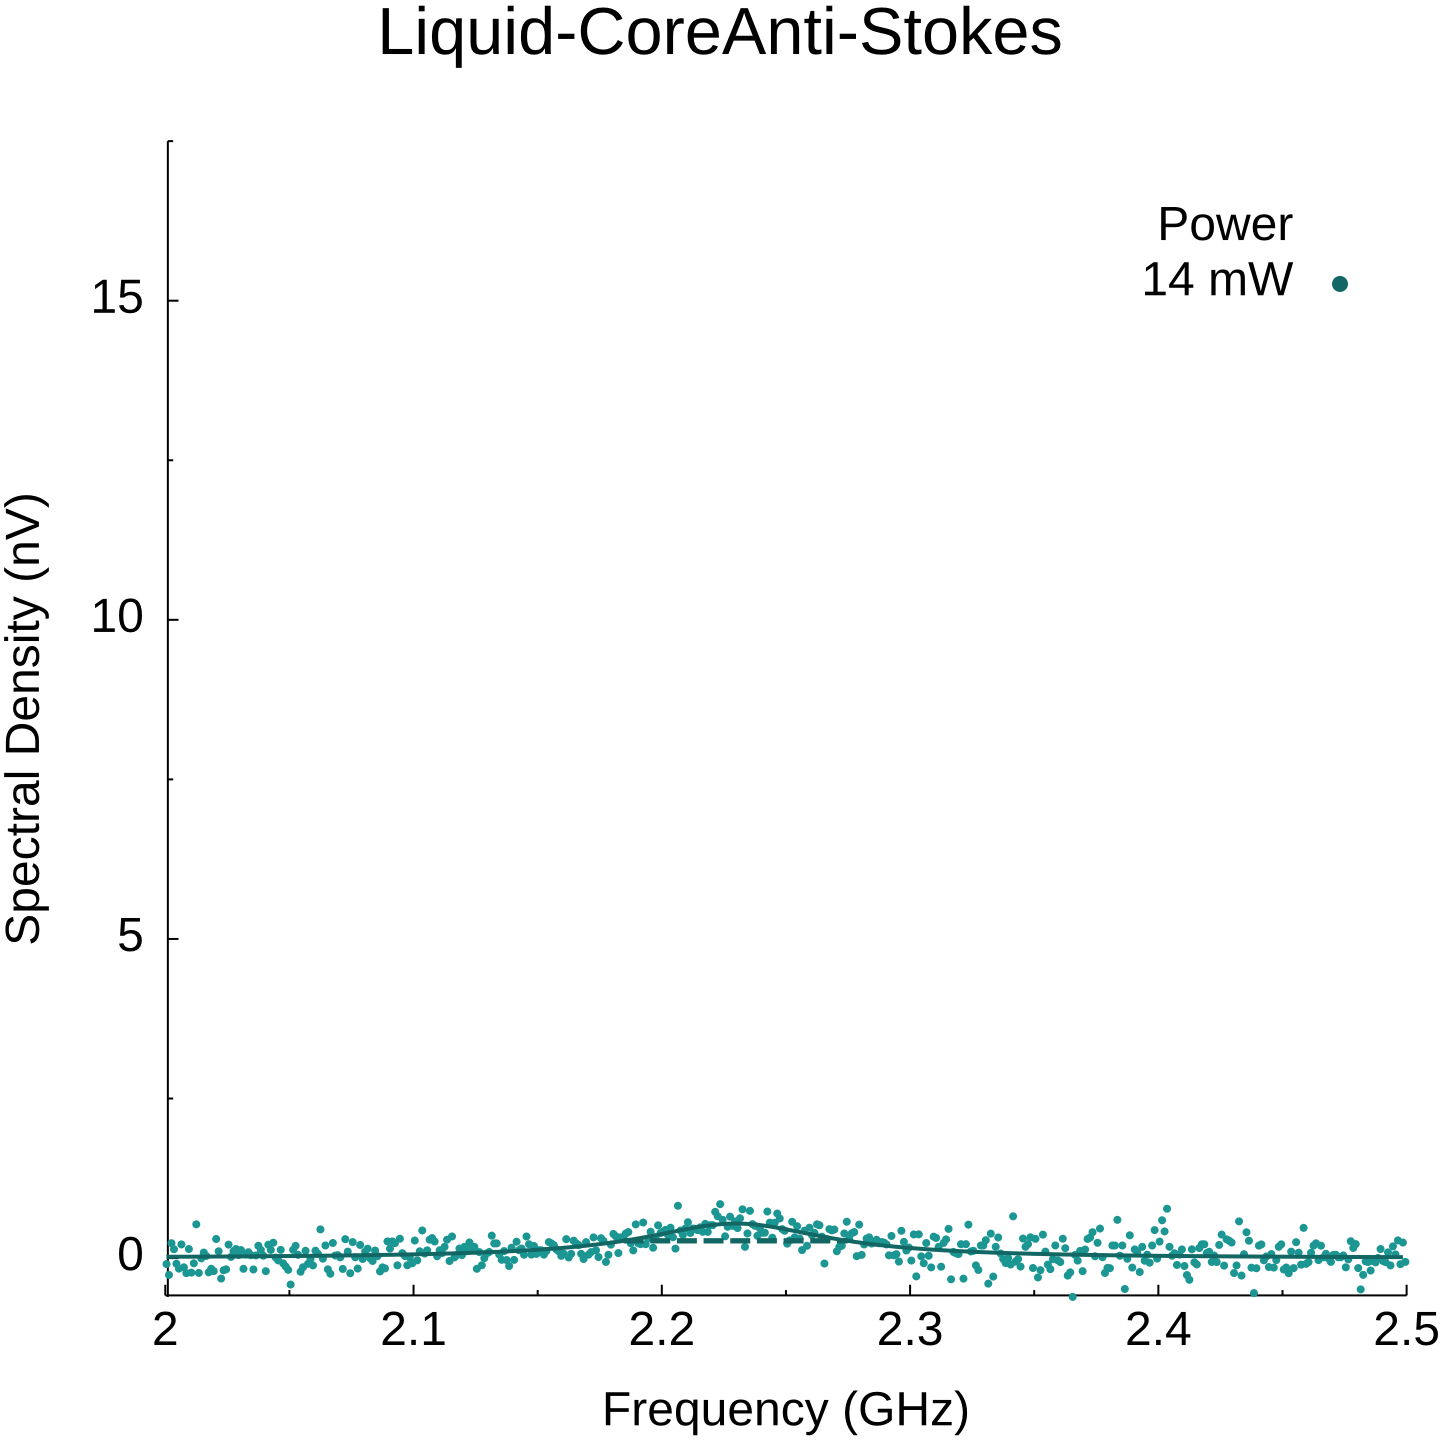 Liquid-CoreAnti-Stokes
Power
14 mW
15
10
5
0
Spectral Density (nV)
2
2.1
2.2
2.3
2.4
2.5
Frequency (GHz)